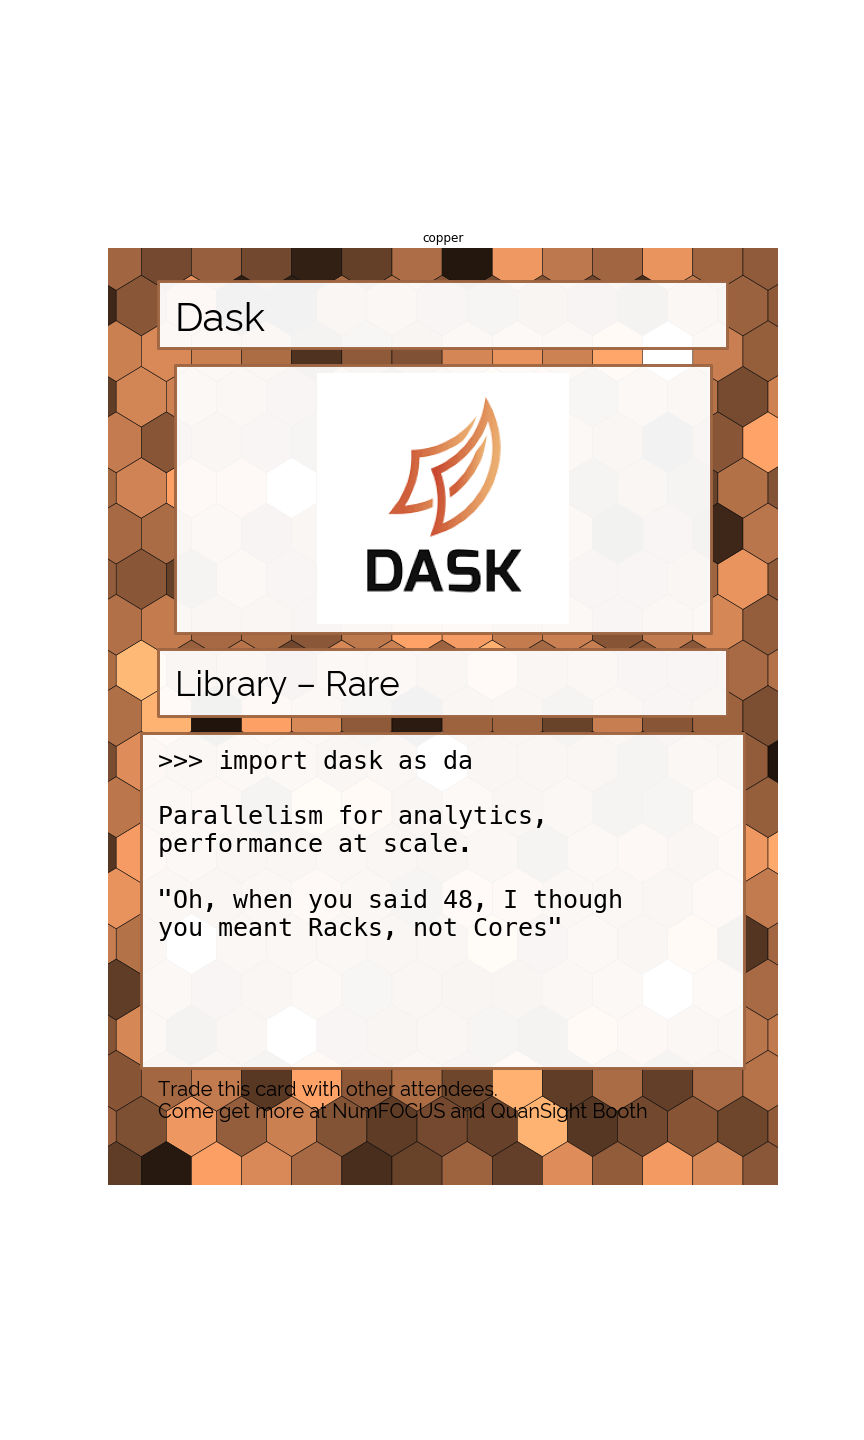 copper
Dask
DASK
Library – Rare
>>> import dask as da
Parallelism for analytics,
performance at scale.
"Oh, when you said 48, I though
you meant Racks, not Cores"
Trade this card with other attendees.
Come get more at NumFOCUS and QuanSight Booth